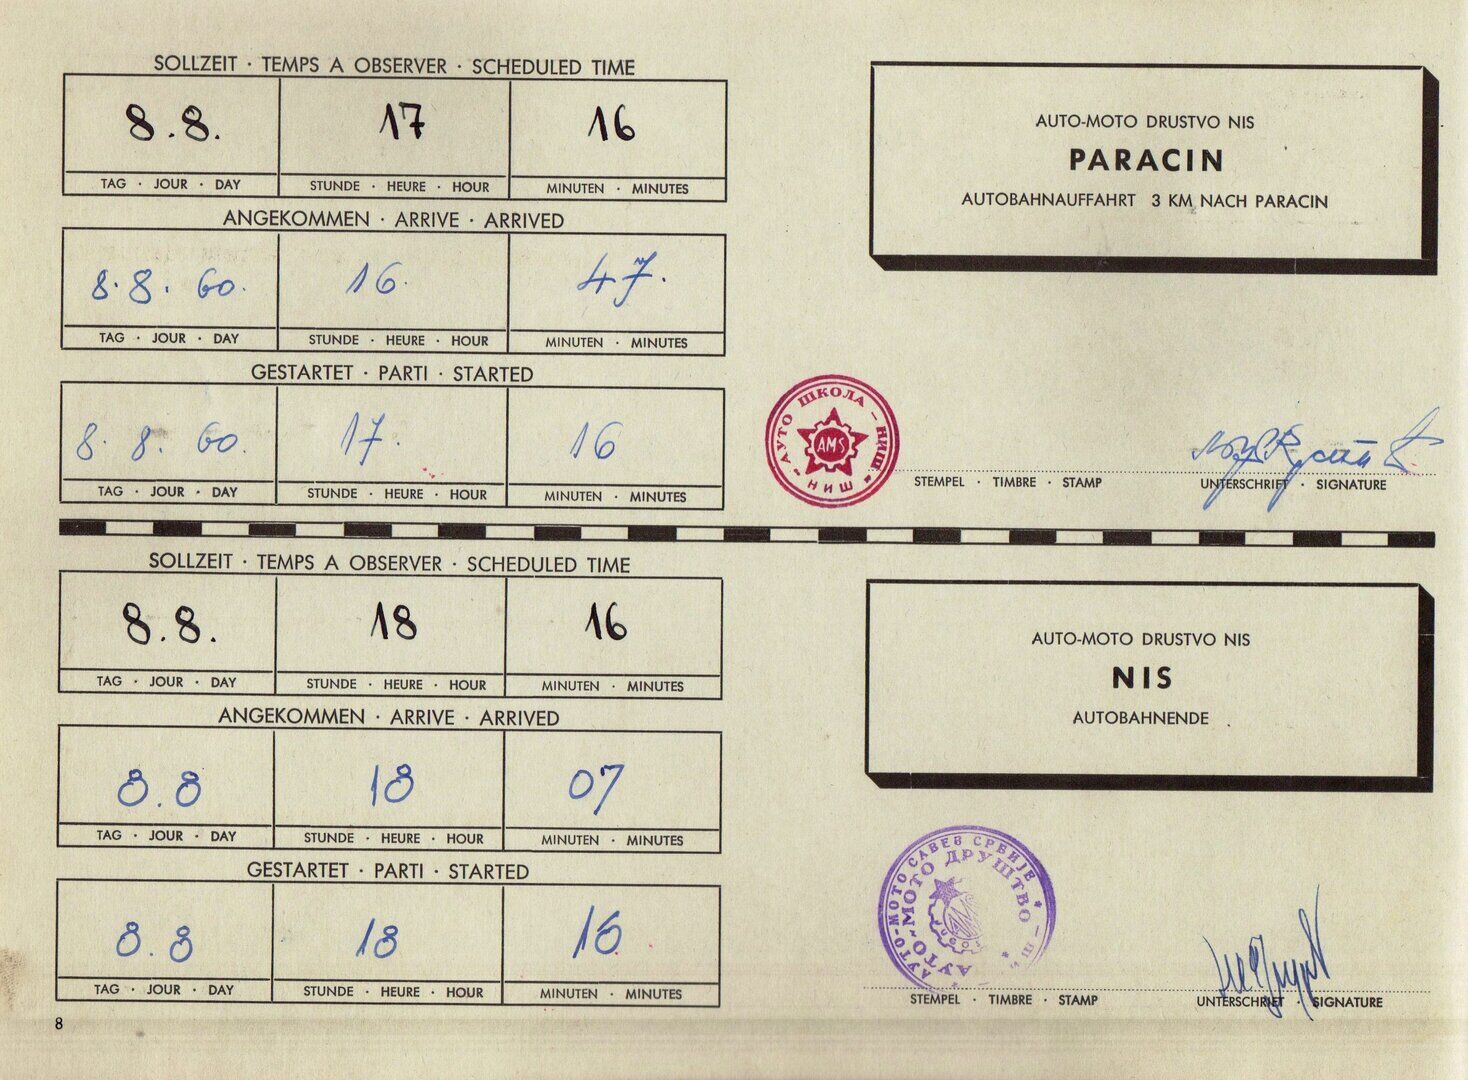 SOLLZEIT · TEMPS A OBSERVER · SCHEDULED TIME
8.8. 17 16
TAG · JOUR · DAY STUNDE · HEURE · HOUR MINUTEN · MINUTES
ANGEKOMMEN · ARRIVE · ARRIVED
8.8.60. 16. 47.
TAG · JOUR · DAY STUNDE · HEURE · HOUR MINUTEN · MINUTES
GESTARTET · PARTI · STARTED
8.8.60. 17. 16
TAG · JOUR · DAY STUNDE · HEURE · HOUR MINUTEN · MINUTES
AUTO-MOTO DRUSTVO NIS
PARACIN
AUTOBAHNAUFFAHRT 3 KM NACH PARACIN
АУТО ШКОЛА - НИШ
AMS
НИШ
STEMPEL · TIMBRE · STAMP UNTERSCHRIFT · SIGNATURE
SOLLZEIT · TEMPS A OBSERVER · SCHEDULED TIME
8.8. 18 16
TAG · JOUR · DAY STUNDE · HEURE · HOUR MINUTEN · MINUTES
ANGEKOMMEN · ARRIVE · ARRIVED
8.8 18 07
TAG · JOUR · DAY STUNDE · HEURE · HOUR MINUTEN · MINUTES
GESTARTET · PARTI · STARTED
8.8 18 16
TAG · JOUR · DAY STUNDE · HEURE · HOUR MINUTEN · MINUTES
AUTO-MOTO DRUSTVO NIS
NIS
AUTOBAHNENDE
АУТО-МОТО САВЕЗ СРБИЈЕ
АУТО-МОТО ДРУШТВО
STEMPEL · TIMBRE · STAMP UNTERSCHRIFT · SIGNATURE
8